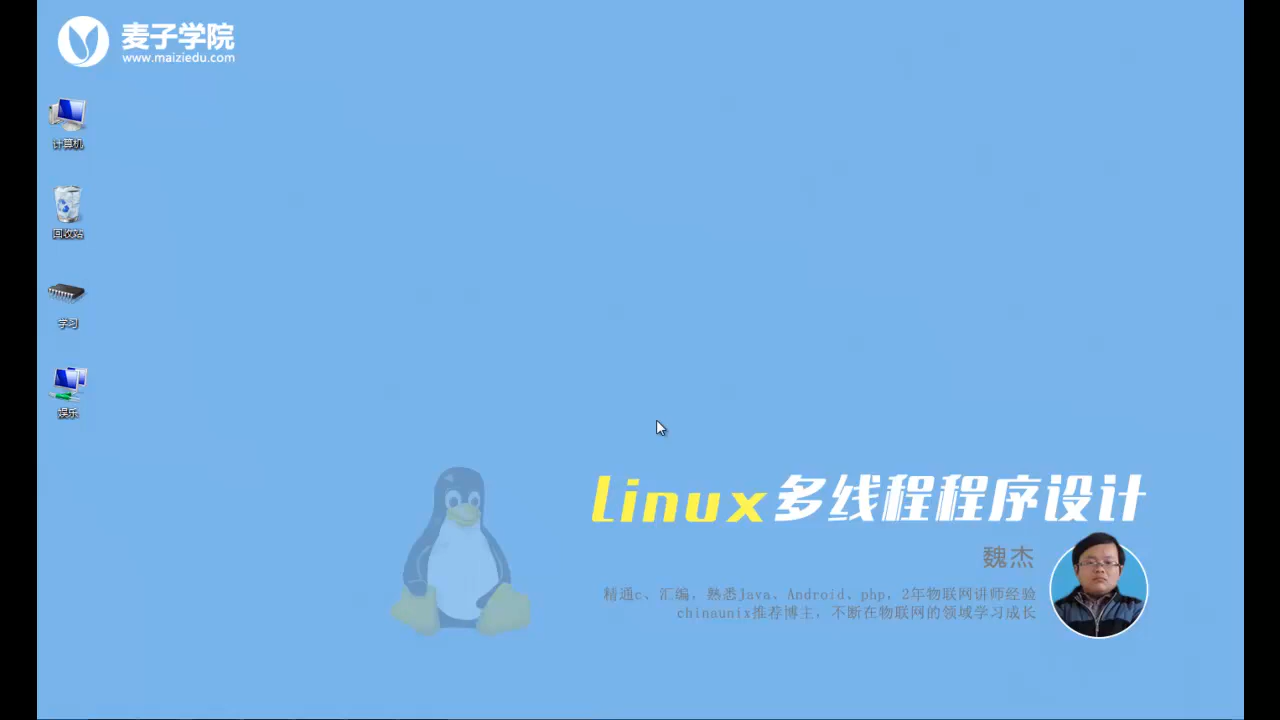 麦子学院
www.maiziedu.com
计算机
回收站
学习
娱乐
Linux多线程程序设计
魏杰
精通c、汇编，熟悉Java、Android、php，2年物联网讲师经验
chinaunix推荐博主，不断在物联网的领域学习成长